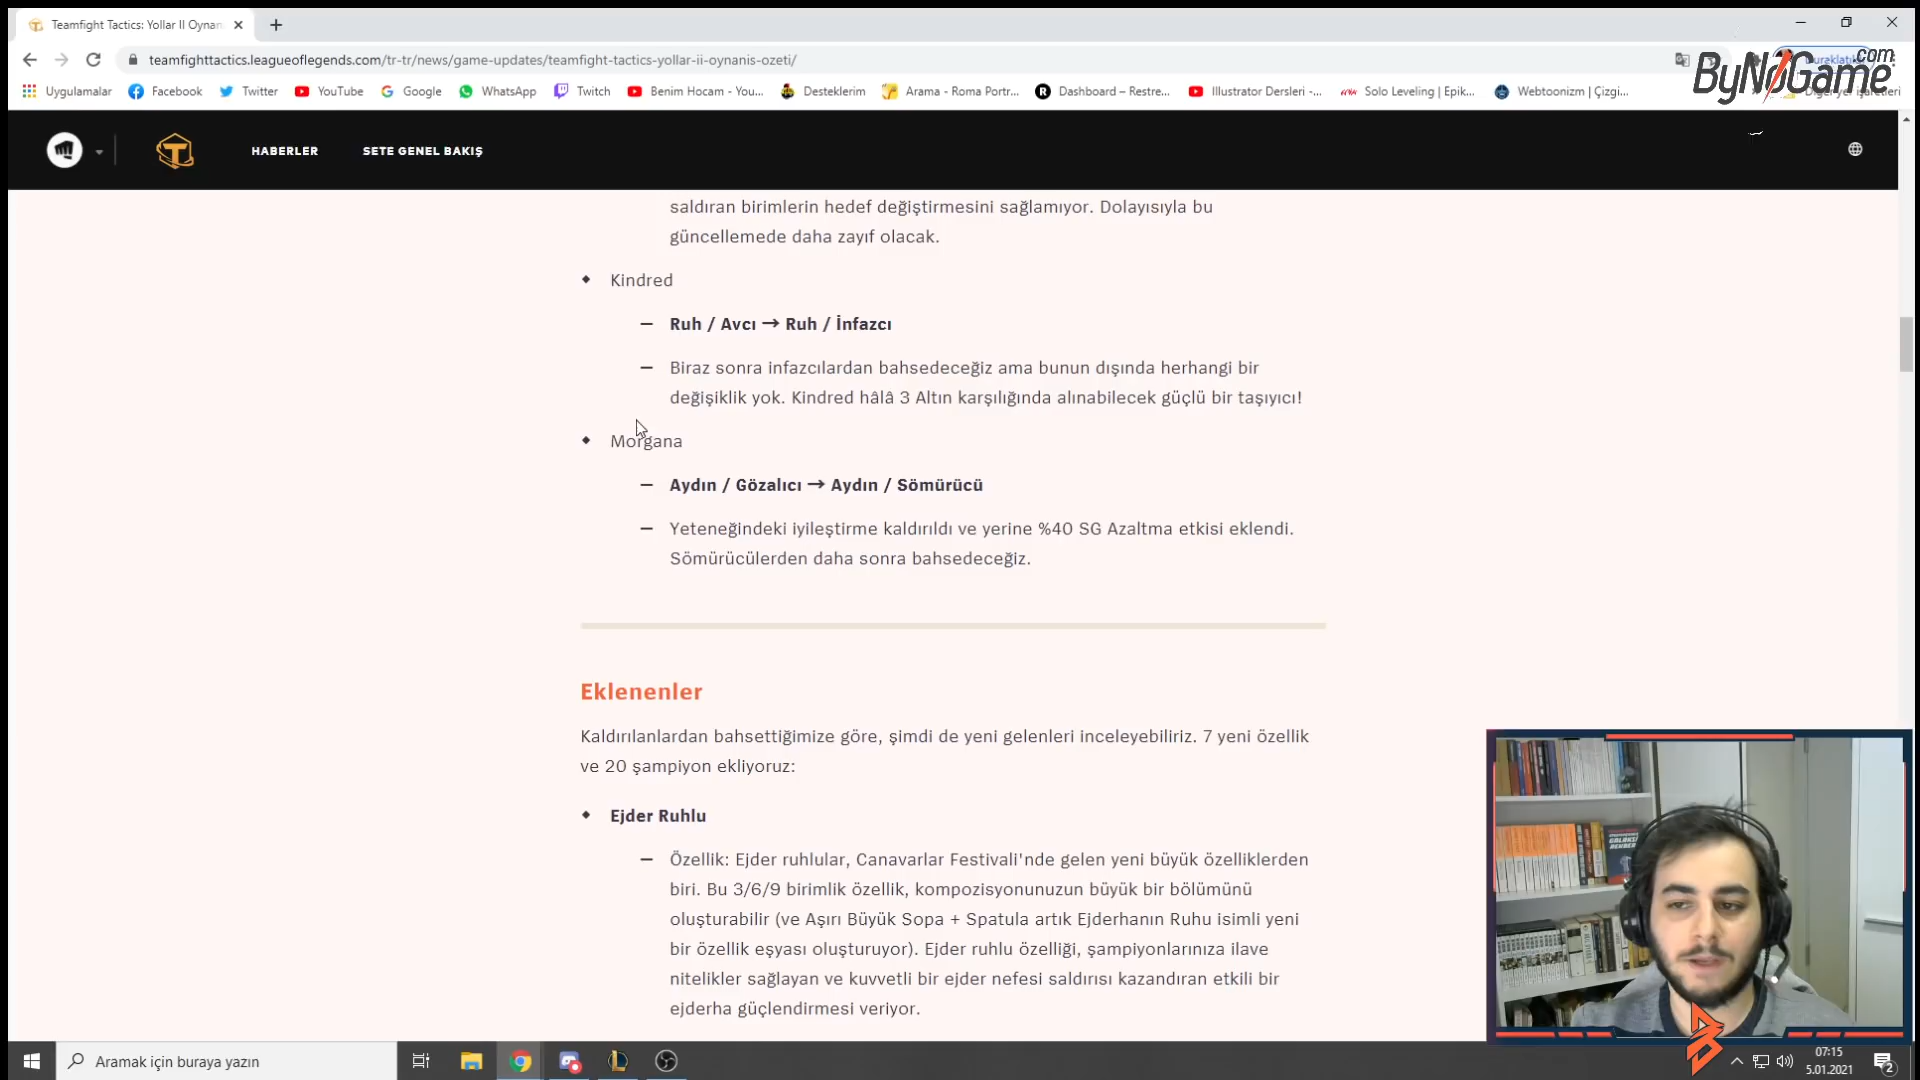 Teamfight Tactics: Yollar II Oynan
teamfighttactics.leagueoflegends.com/tr-tr/news/game-updates/teamfight-tactics-yollar-ii-oynanis-ozeti/
ByNoGame.com
Uygulamalar
Facebook
Twitter
YouTube
Google
WhatsApp
Twitch
Benim Hocam - You...
Desteklerim
Arama - Roma Portr...
Dashboard – Restre...
Illustrator Dersleri -...
Solo Leveling | Epik...
Webtoonizm | Çizgi...
Diğer yer işaretleri
HABERLER
SETE GENEL BAKIŞ
saldıran birimlerin hedef değiştirmesini sağlamıyor. Dolayısıyla bu
güncellemede daha zayıf olacak.
Kindred
Ruh / Avcı → Ruh / İnfazcı
Biraz sonra infazcılardan bahsedeceğiz ama bunun dışında herhangi bir
değişiklik yok. Kindred hâlâ 3 Altın karşılığında alınabilecek güçlü bir taşıyıcı!
Morgana
Aydın / Gözalıcı → Aydın / Sömürücü
Yeteneğindeki iyileştirme kaldırıldı ve yerine %40 SG Azaltma etkisi eklendi.
Sömürücülerden daha sonra bahsedeceğiz.
Eklenenler
Kaldırılanlardan bahsettiğimize göre, şimdi de yeni gelenleri inceleyebiliriz. 7 yeni özellik
ve 20 şampiyon ekliyoruz:
Ejder Ruhlu
Özellik: Ejder ruhlular, Canavarlar Festivali'nde gelen yeni büyük özelliklerden
biri. Bu 3/6/9 birimlik özellik, kompozisyonunuzun büyük bir bölümünü
oluşturabilir (ve Aşırı Büyük Sopa + Spatula artık Ejderhanın Ruhu isimli yeni
bir özellik eşyası oluşturuyor). Ejder ruhlu özelliği, şampiyonlarınıza ilave
nitelikler sağlayan ve kuvvetli bir ejder nefesi saldırısı kazandıran etkili bir
ejderha güçlendirmesi veriyor.
Aramak için buraya yazın
07:15
5.01.2021
2